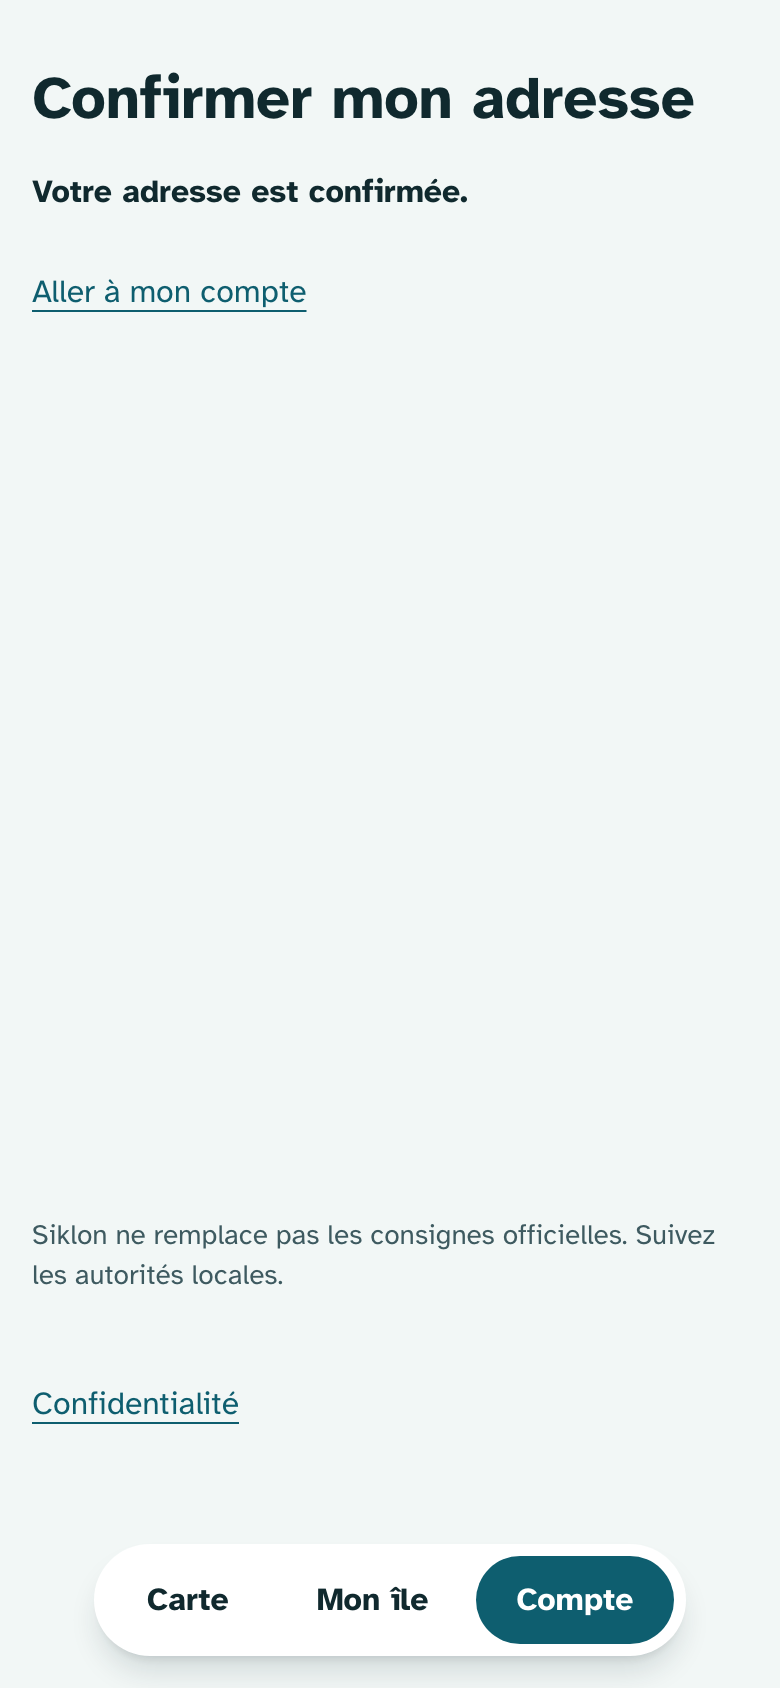 Confirmer mon adresse
Votre adresse est confirmée.
Aller à mon compte
Siklon ne remplace pas les consignes officielles. Suivez
les autorités locales.
Confidentialité
Carte
Mon île
Compte